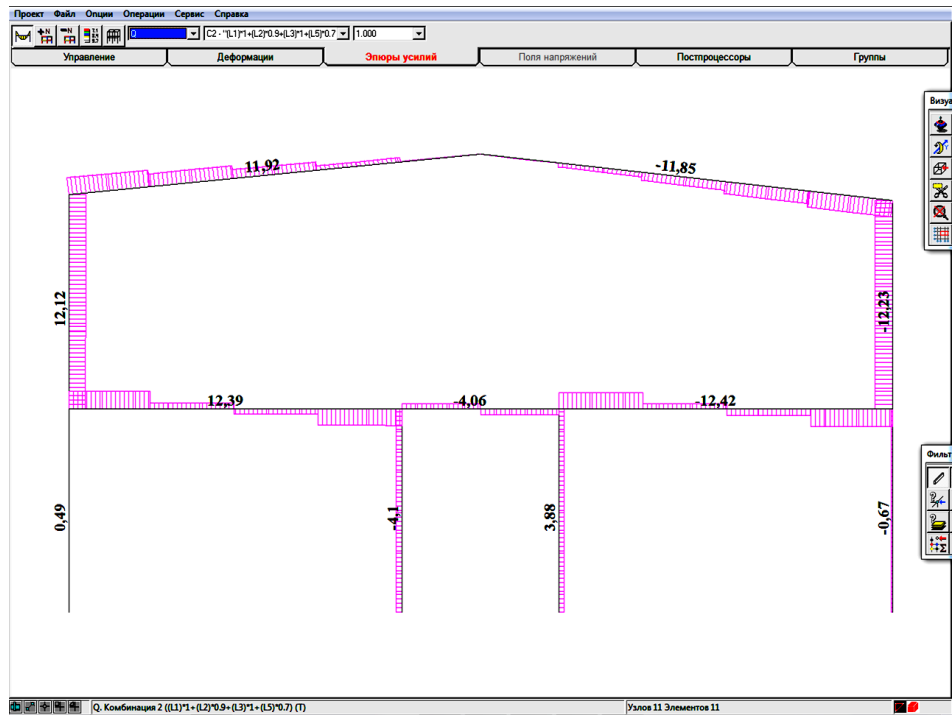 Проект Файл Опции Операции Сервис Справка
Q C2 - "(L1)*1+(L2)*0.9+(L3)*1+(L5)*0.7 1.000
Управление Деформации Эпюры усилий Поля напряжений Постпроцессоры Группы
Визуа
11,92 -11,85
12,12 -12,23
12,39 -4,06 -12,42
Фильт
0,49 -4,1 3,88 -0,67
Q. Комбинация 2 ((L1)*1+(L2)*0.9+(L3)*1+(L5)*0.7) (T) Узлов 11 Элементов 11